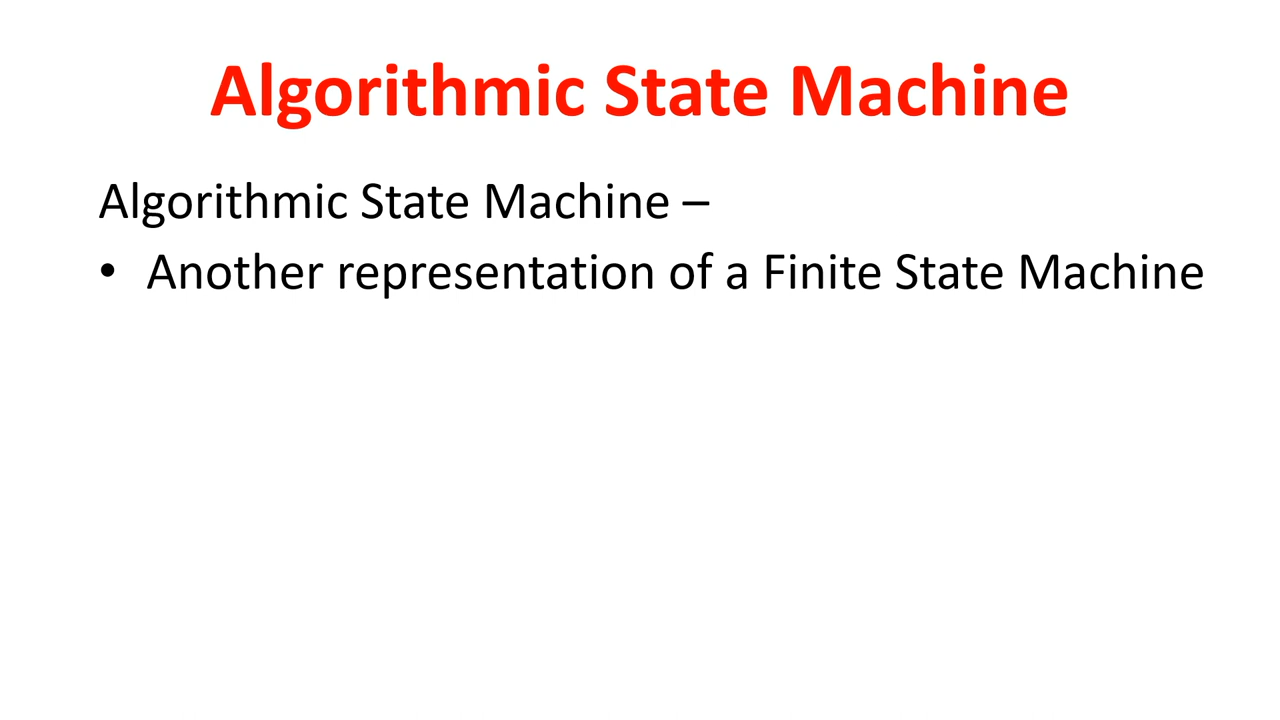 Algorithmic State Machine
Algorithmic State Machine –
• Another representation of a Finite State Machine